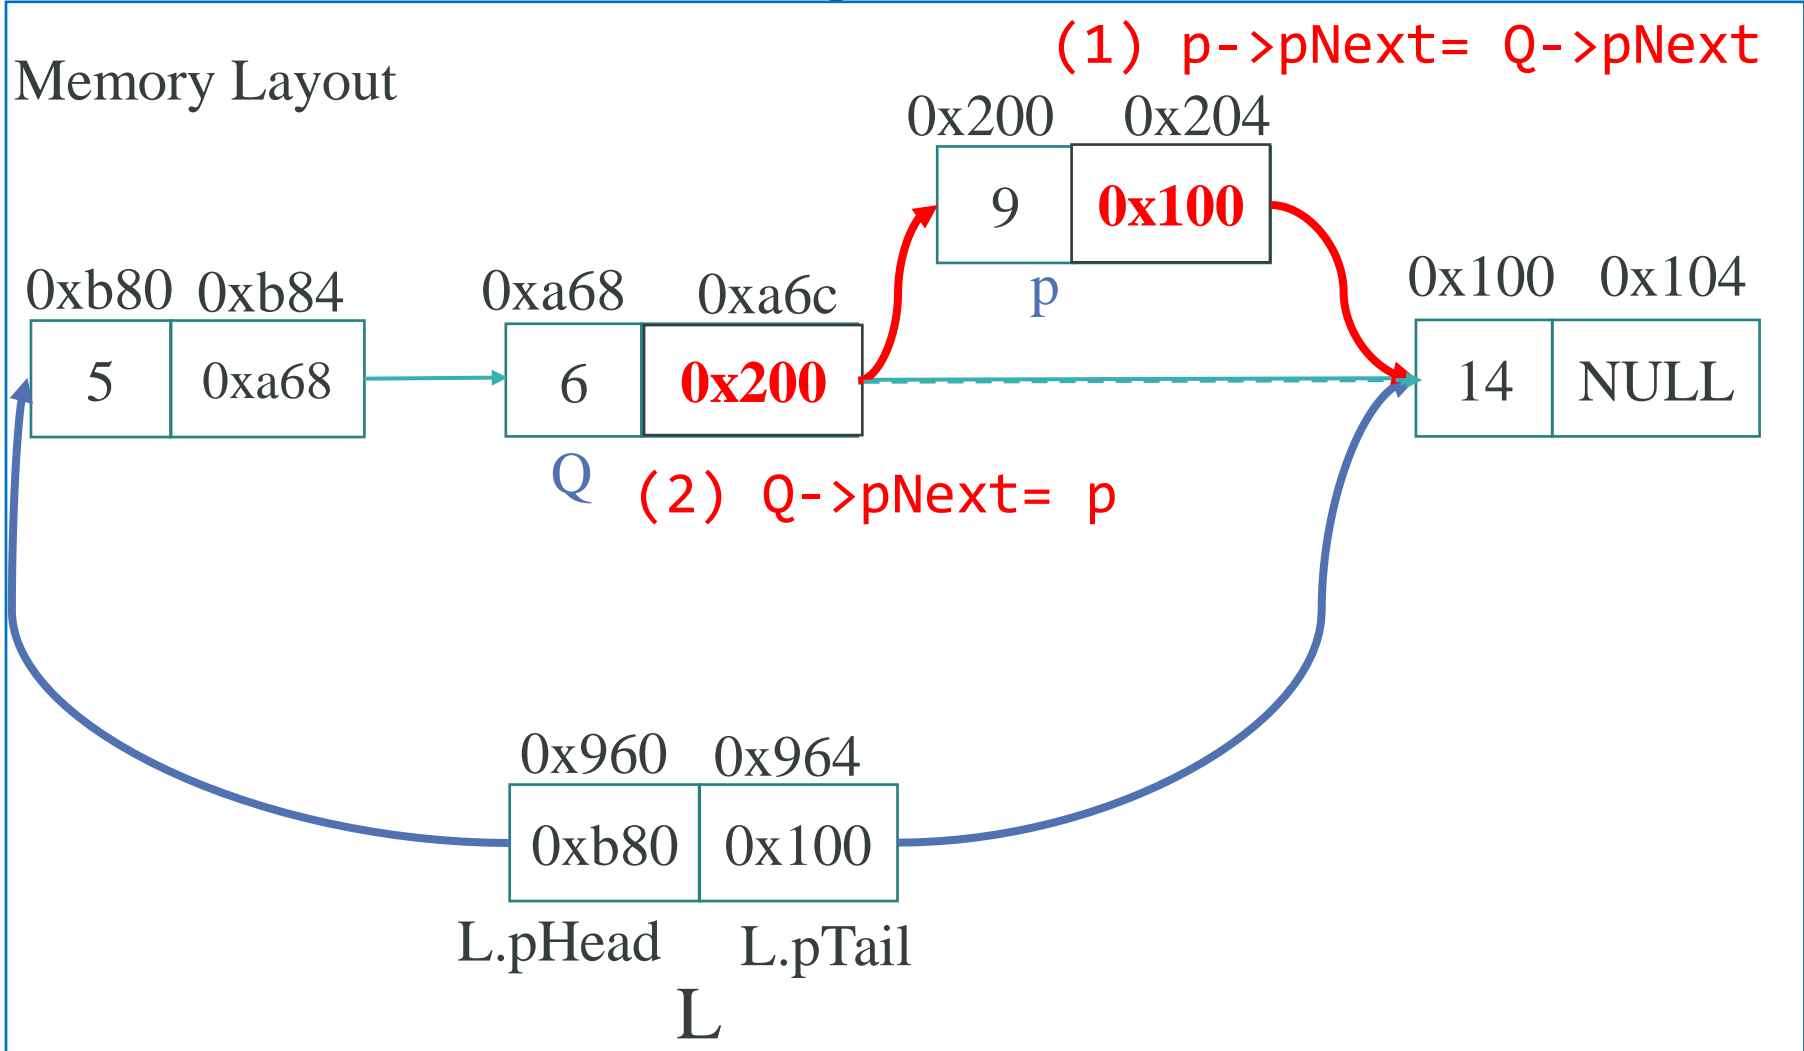 (1) p->pNext= Q->pNext
Memory Layout
0x200 0x204
9 0x100
p
0xb80 0xb84 0xa68 0xa6c 0x100 0x104
5 0xa68 6 0x200 14 NULL
Q (2) Q->pNext= p
0x960 0x964
0xb80 0x100
L.pHead L.pTail
L